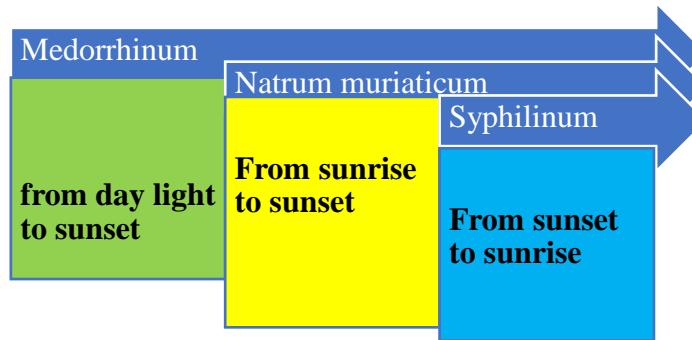 Medorrhinum
Natrum muriaticum
Syphilinum
from day light
to sunset
From sunrise
to sunset
From sunset
to sunrise